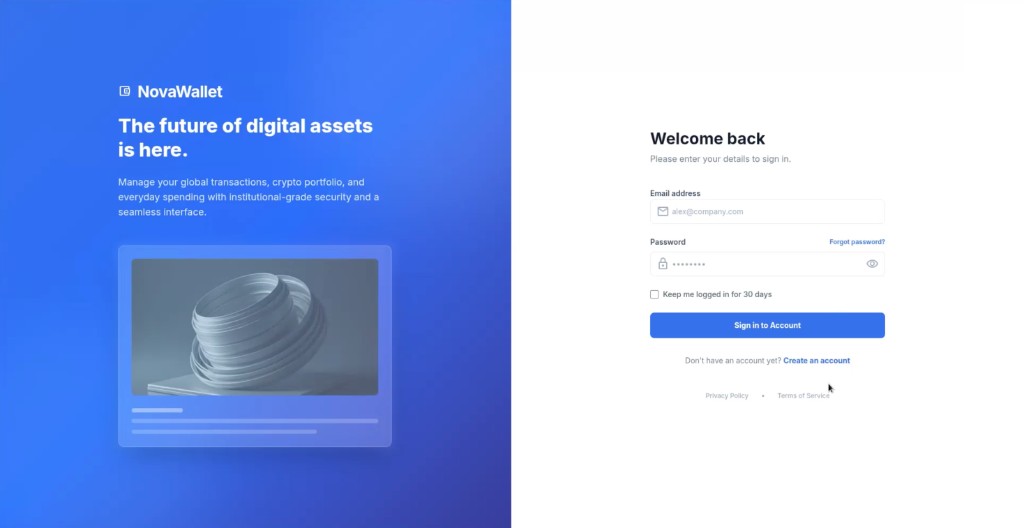 NovaWallet
The future of digital assets
is here.
Manage your global transactions, crypto portfolio, and
everyday spending with institutional-grade security and a
seamless interface.
Welcome back
Please enter your details to sign in.
Email address
alex@company.com
Password Forgot password?
••••••••
Keep me logged in for 30 days
Sign in to Account
Don't have an account yet? Create an account
Privacy Policy • Terms of Service